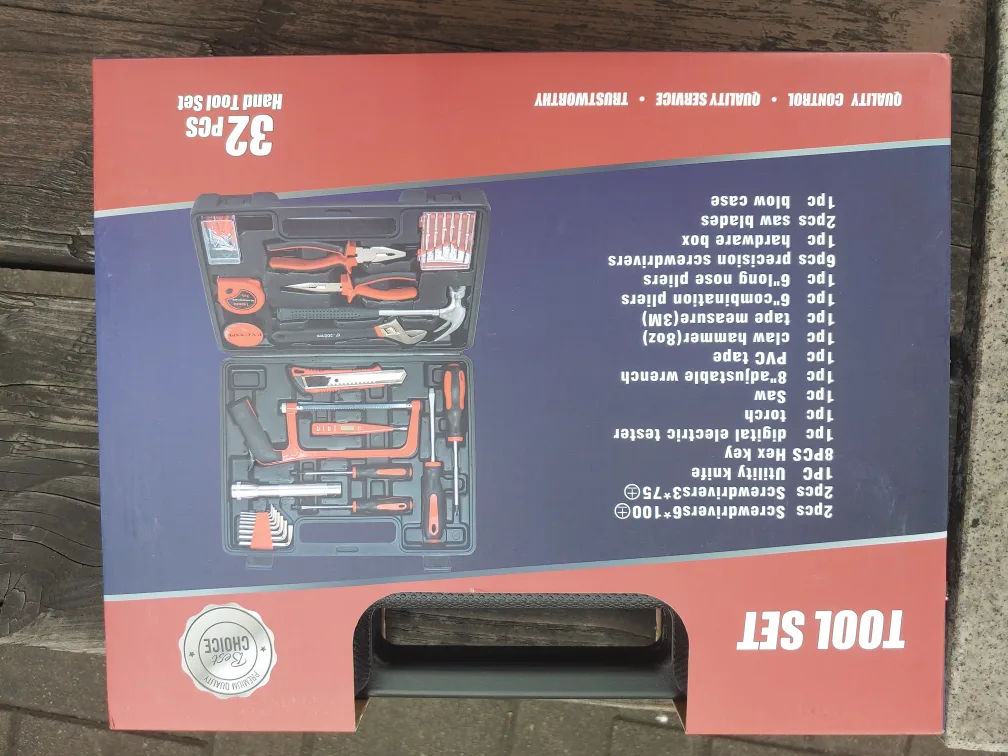 TOOL SET
PREMIUM QUALITY
Best
CHOICE
2pcs Screwdrivers6*100
2pcs Screwdrivers3*75
1PC Utility knife
8PCS Hex key
1pc digital electric tester
1pc torch
1pc Saw
1pc 8"adjustable wrench
1pc PVC tape
1pc claw hammer(8oz)
1pc tape measure(3M)
1pc 6"combination pliers
1pc 6"long nose pliers
6pcs precision screwdrivers
1pc hardware box
2pcs saw blades
1pc blow case
QUALITY CONTROL • QUALITY SERVICE • TRUSTWORTHY
32PCS
Hand Tool Set